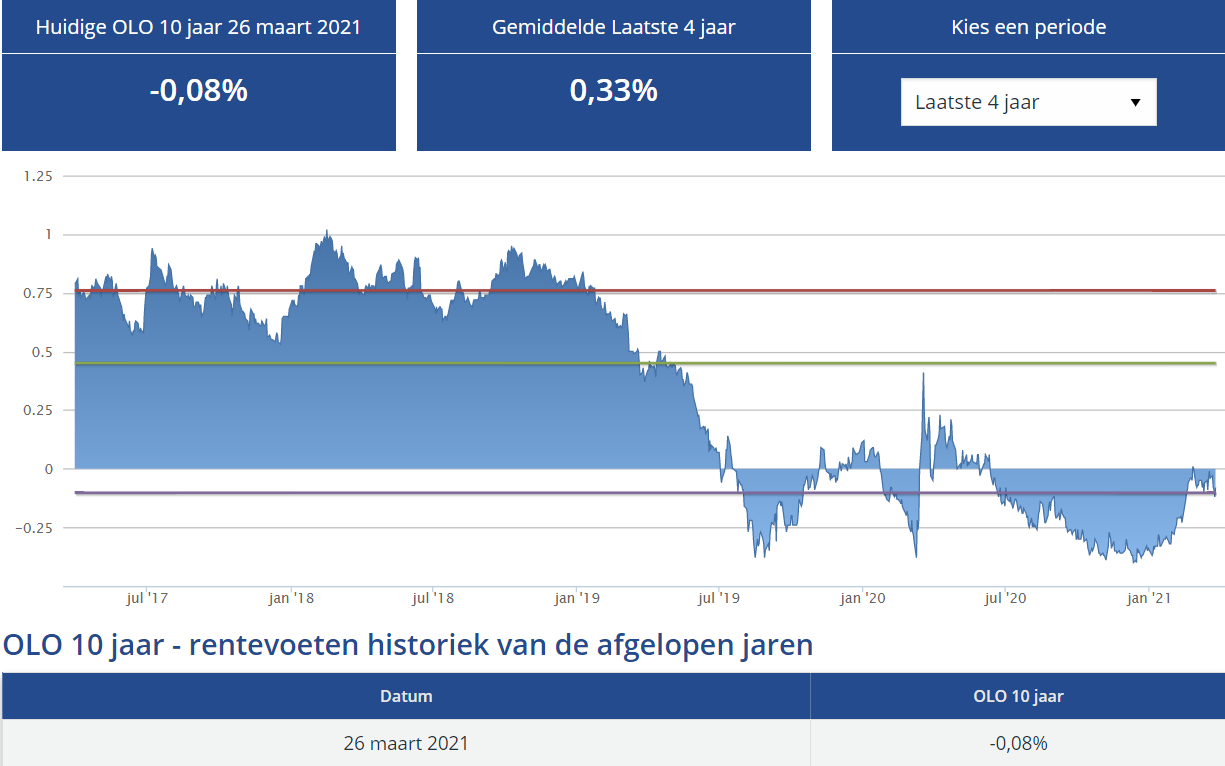 Huidige OLO 10 jaar 26 maart 2021
-0,08%
Gemiddelde Laatste 4 jaar
0,33%
Kies een periode
Laatste 4 jaar
1.25
1
0.75
0.5
0.25
0
−0.25
jul '17
jan '18
jul '18
jan '19
jul '19
jan '20
jul '20
jan '21
OLO 10 jaar - rentevoeten historiek van de afgelopen jaren
Datum
OLO 10 jaar
26 maart 2021
-0,08%